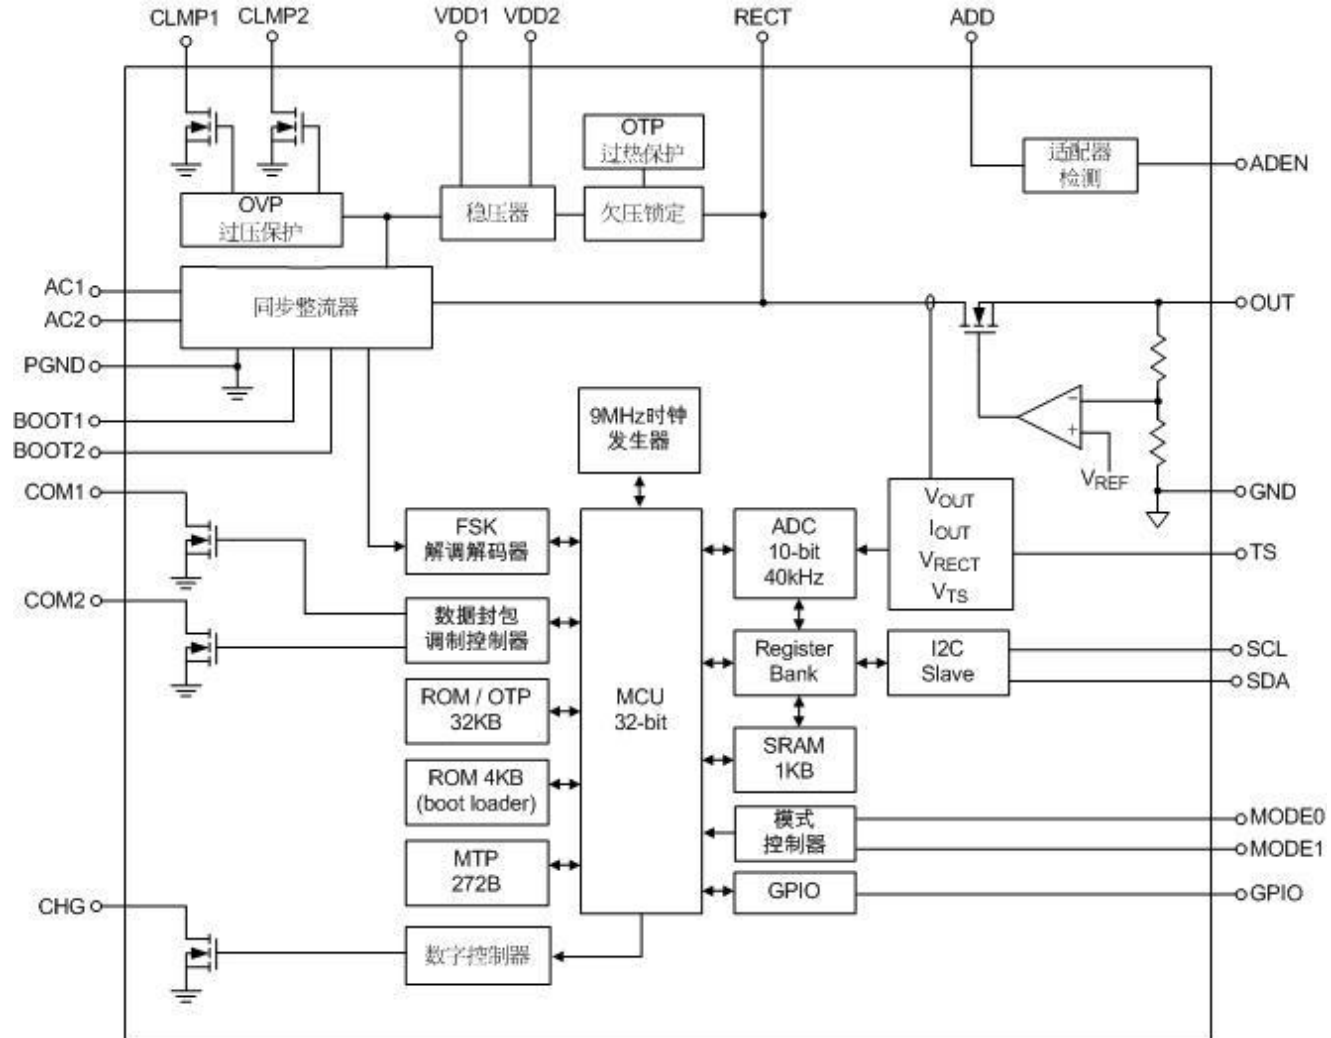 CLMP1
CLMP2
VDD1
VDD2
RECT
ADD
OTP
过热保护
适配器
检测
ADEN
OVP
过压保护
稳压器
欠压锁定
AC1
AC2
同步整流器
OUT
PGND
BOOT1
BOOT2
9MHz时钟
发生器
−
+
VREF
COM1
GND
FSK
解调解码器
MCU
32-bit
ADC
10-bit
40kHz
VOUT
IOUT
VRECT
VTS
TS
COM2
数据封包
调制控制器
Register
Bank
I2C
Slave
SCL
SDA
ROM / OTP
32KB
SRAM
1KB
ROM 4KB
(boot loader)
模式
控制器
MODE0
MODE1
MTP
272B
GPIO
GPIO
CHG
数字控制器